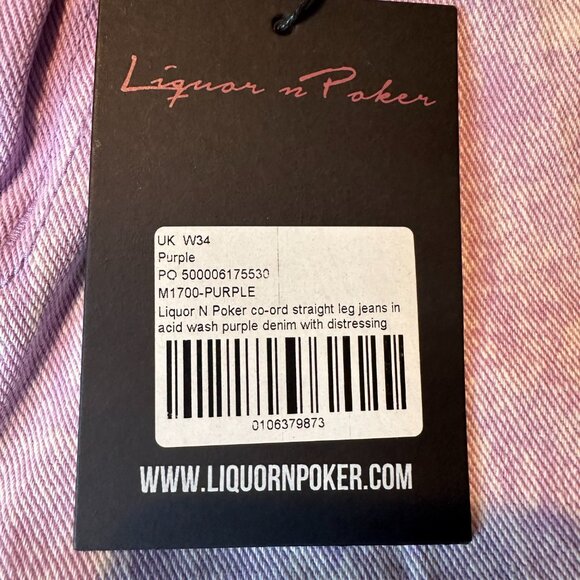 Liquor n Poker
UK W34
Purple
PO 500006175530
M1700-PURPLE
Liquor N Poker co-ord straight leg jeans in
acid wash purple denim with distressing
0106379873
WWW.LIQUORNPOKER.COM